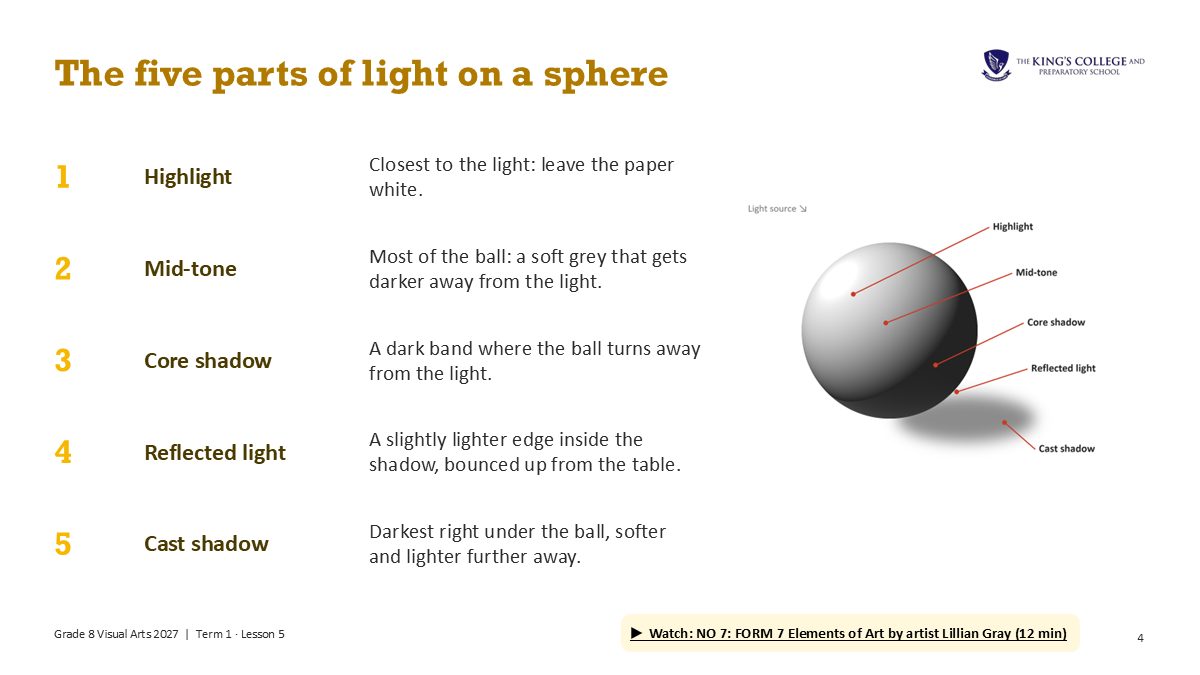 The five parts of light on a sphere
THE KING'S COLLEGE AND
PREPARATORY SCHOOL
1
Highlight
Closest to the light: leave the paper
white.
2
Mid-tone
Most of the ball: a soft grey that gets
darker away from the light.
3
Core shadow
A dark band where the ball turns away
from the light.
4
Reflected light
A slightly lighter edge inside the
shadow, bounced up from the table.
5
Cast shadow
Darkest right under the ball, softer
and lighter further away.
Light source ↘
Highlight
Mid-tone
Core shadow
Reflected light
Cast shadow
Grade 8 Visual Arts 2027 | Term 1 · Lesson 5
▶ Watch: NO 7: FORM 7 Elements of Art by artist Lillian Gray (12 min)
4